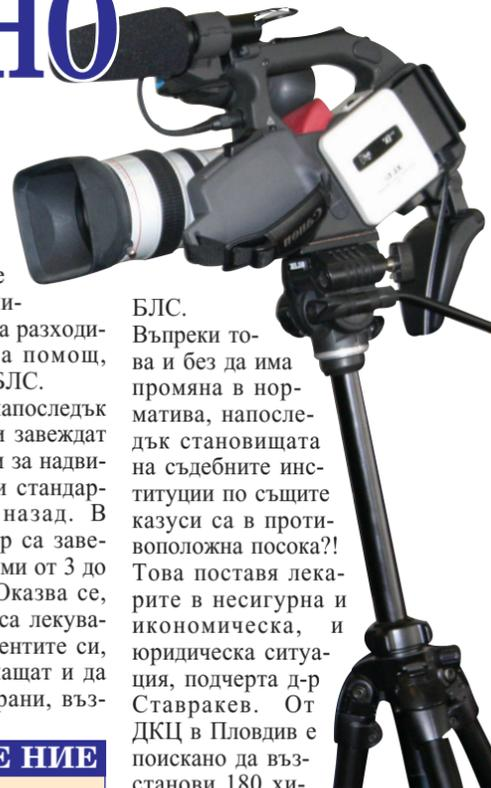 НО
е
и-
а разходи-
а помощ,
БЛС.
напоследък
и завеждат
и за надви-
и стандар-
назад. В
р са заве-
ми от 3 до
Оказва се,
са лекува-
ентите си,
ащат и да
рани, въз-
Е НИЕ
БЛС.
Въпреки то-
ва и без да има
промяна в нор-
матива, напосле-
дък становищата
на съдебните инс-
титуции по същите
казуси са в проти-
воположна посока?!
Това поставя лека-
рите в несигурна и
икономическа, и
юридическа ситуа-
ция, подчерта д-р
Ставракев. От
ДКЦ в Пловдив е
поискано да въз-
станови 180 хи-
Canon